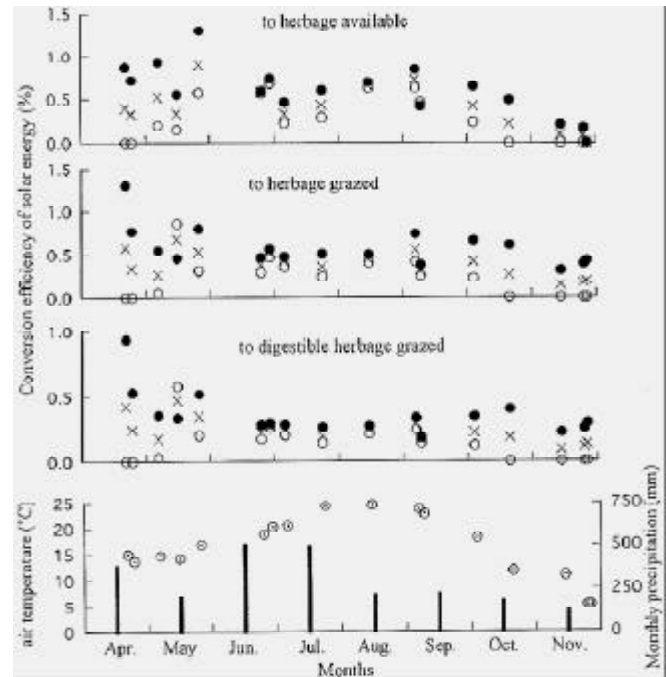 to herbage available
1.5
1.0
0.5
0.0
to herbage grazed
1.5
1.0
0.5
0.0
to digestible herbage grazed
1.0
0.5
0.0
Conversion efficiency of solar energy (%)
25
20
15
10
5
0
air temperature (°C)
750
500
250
0
Monthly precipitation (mm)
Apr. May Jun. Jul. Aug. Sep. Oct. Nov.
Months